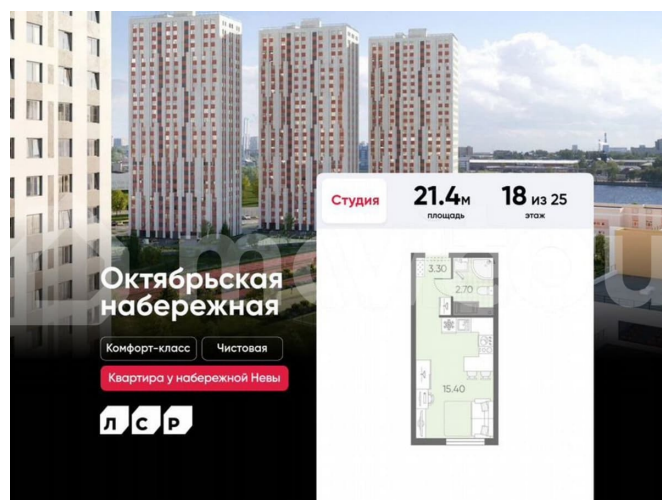 Студия
21.4м
площадь
18 из 25
этаж
3.30
2.70
15.40
Октябрьская
набережная
Комфорт-класс
Чистовая
Квартира у набережной Невы
ЛСР